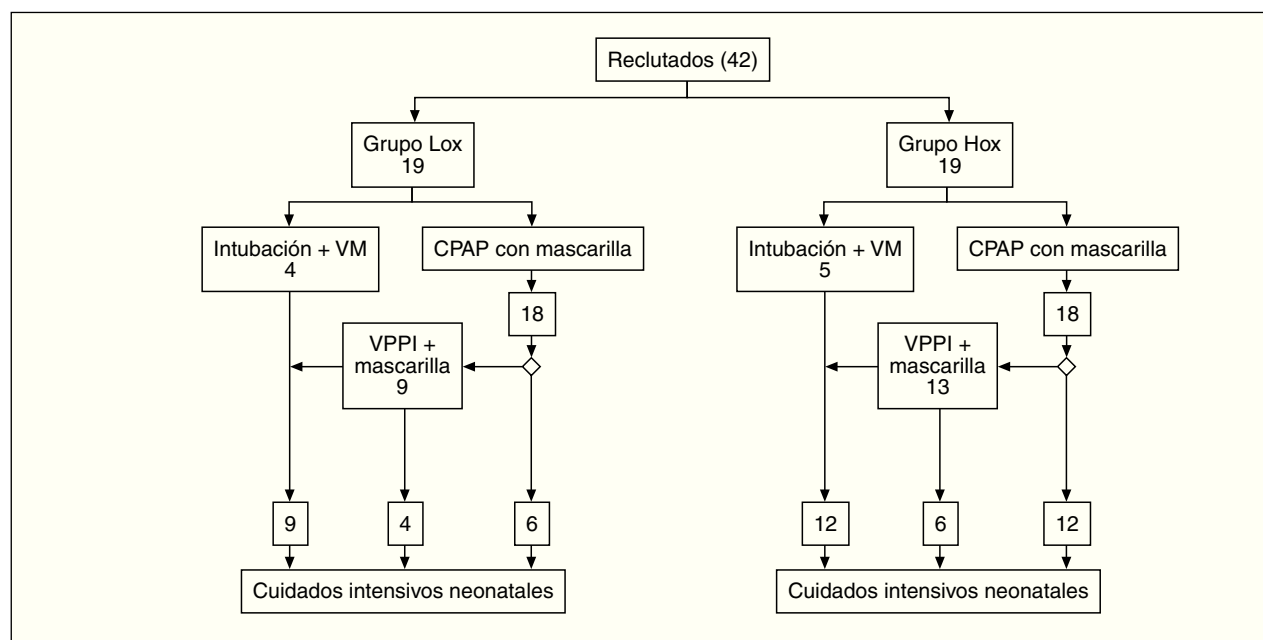 Reclutados (42)
Grupo Lox
19
Grupo Hox
19
Intubación + VM
4
CPAP con mascarilla
Intubación + VM
5
CPAP con mascarilla
18
18
VPPI +
mascarilla
9
VPPI +
mascarilla
13
9
4
6
12
6
12
Cuidados intensivos neonatales
Cuidados intensivos neonatales